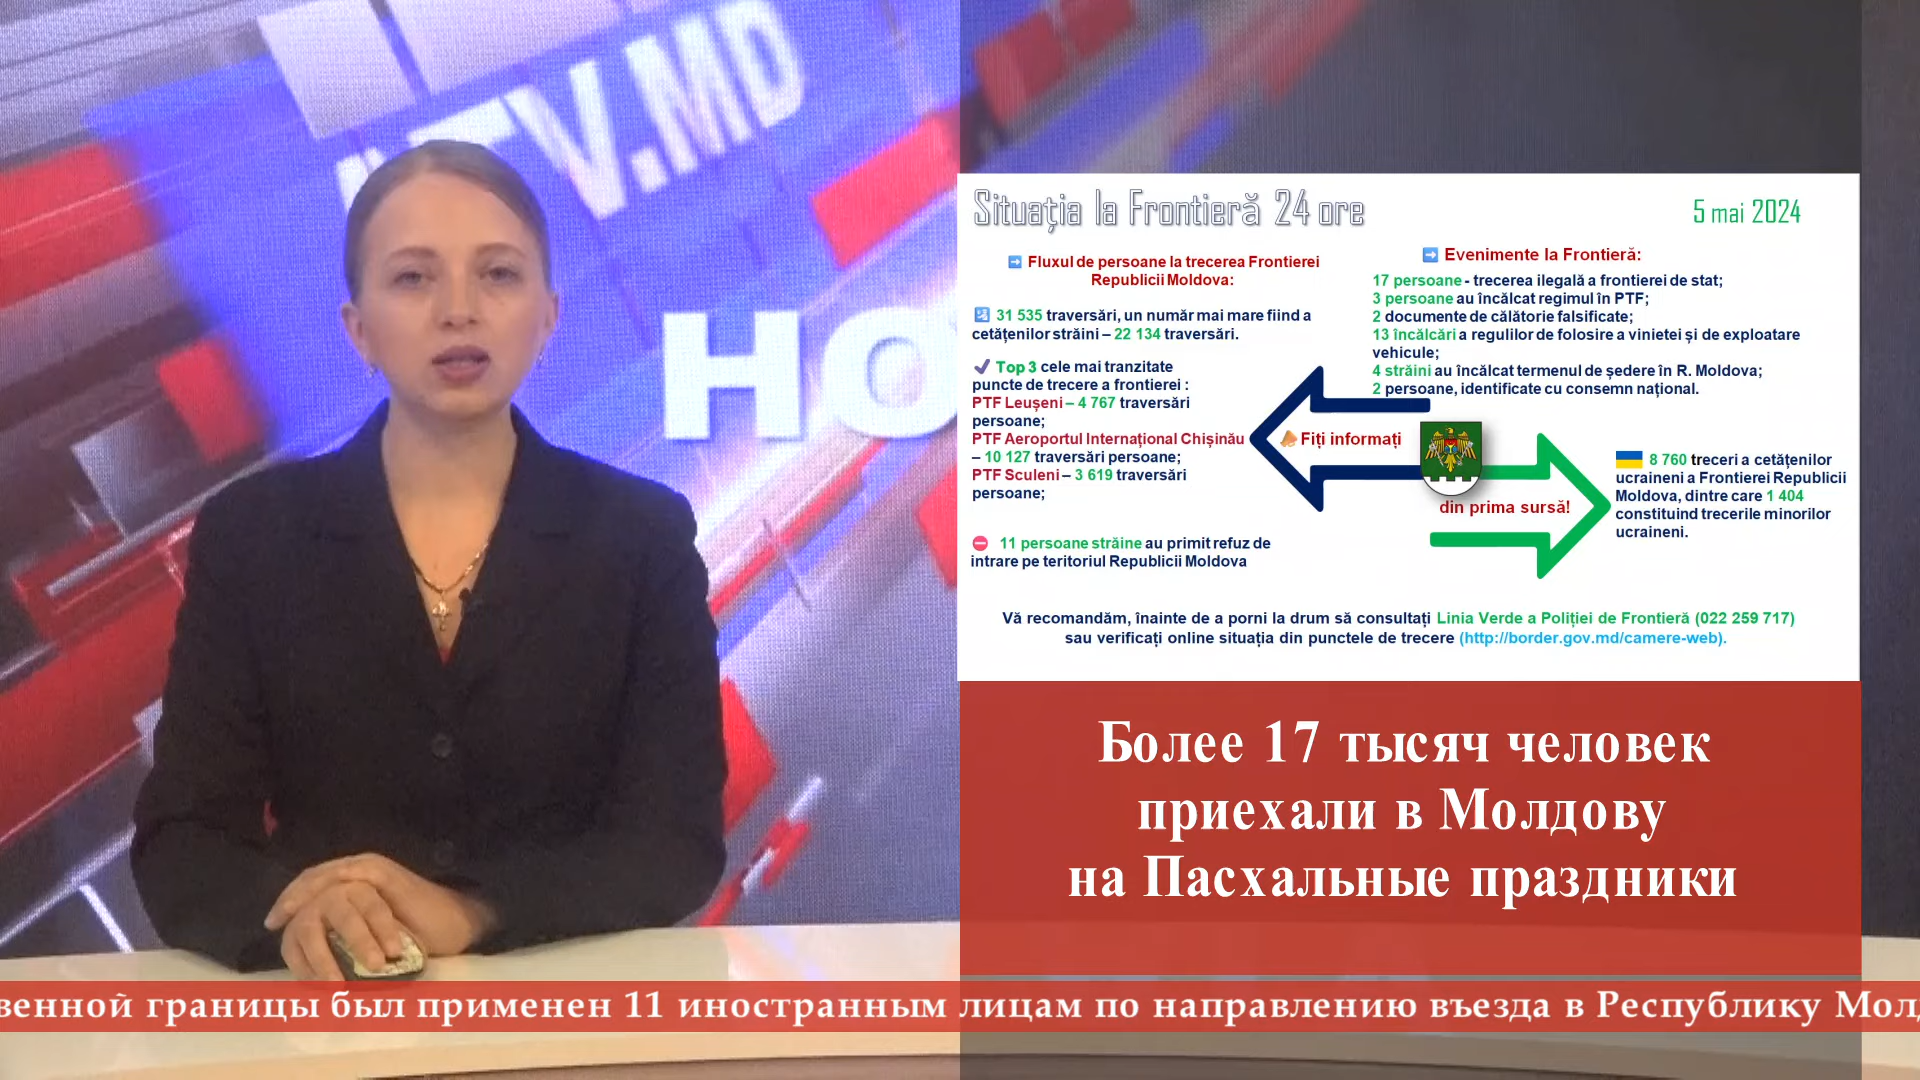 ATV.MD
НО
Situația la Frontieră 24 ore
5 mai 2024
Fluxul de persoane la trecerea Frontierei
Republicii Moldova:
31 535 traversări, un număr mai mare fiind a
cetățenilor străini – 22 134 traversări.
Top 3 cele mai tranzitate
puncte de trecere a frontierei :
PTF Leușeni – 4 767 traversări
persoane;
PTF Aeroportul Internațional Chișinău
– 10 127 traversări persoane;
PTF Sculeni – 3 619 traversări
persoane;
11 persoane străine au primit refuz de
intrare pe teritoriul Republicii Moldova
Evenimente la Frontieră:
17 persoane - trecerea ilegală a frontierei de stat;
3 persoane au încălcat regimul în PTF;
2 documente de călătorie falsificate;
13 încălcări a regulilor de folosire a vinietei și de exploatare
vehicule;
4 străini au încălcat termenul de ședere în R. Moldova;
2 persoane, identificate cu consemn național.
Fiți informați
din prima sursă!
8 760 treceri a cetățenilor
ucraineni a Frontierei Republicii
Moldova, dintre care 1 404
constituind trecerile minorilor
ucraineni.
Vă recomandăm, înainte de a porni la drum să consultați Linia Verde a Poliției de Frontieră (022 259 717)
sau verificați online situația din punctele de trecere (http://border.gov.md/camere-web).
Более 17 тысяч человек
приехали в Молдову
на Пасхальные праздники
венной границы был применен 11 иностранным лицам по направлению въезда в Республику Мол